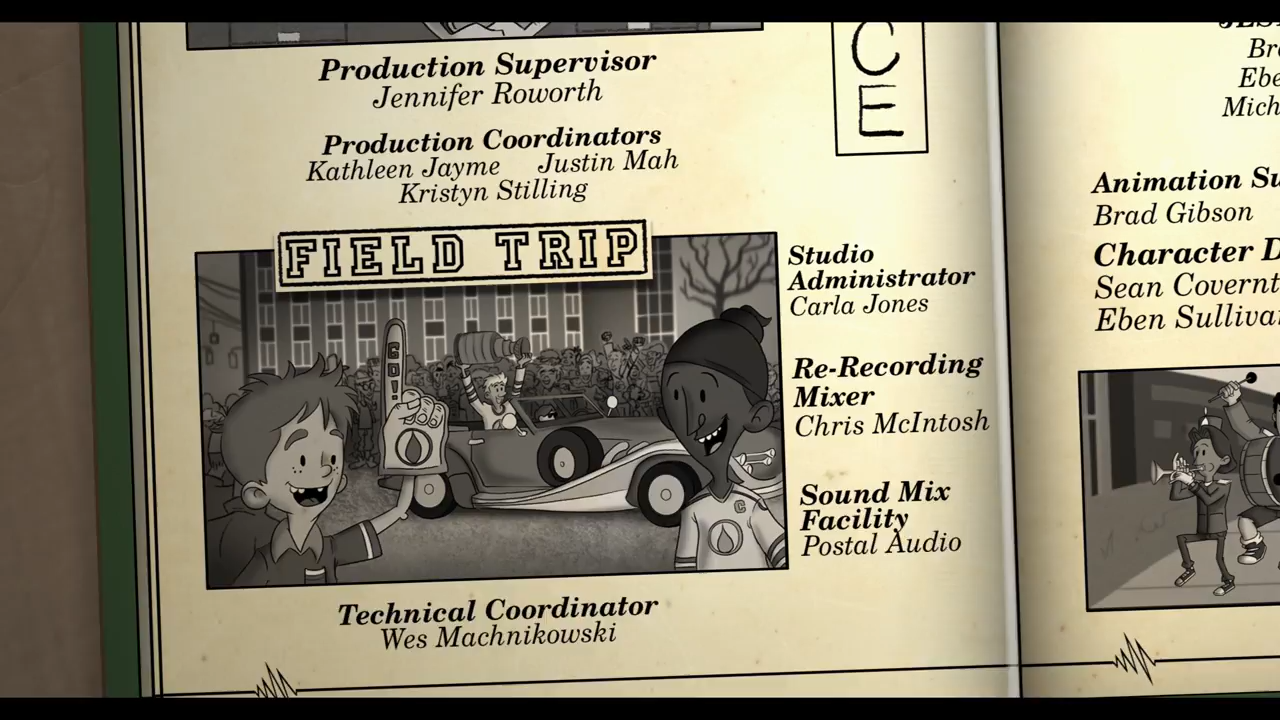 C
E
Production Supervisor
Jennifer Roworth
Production Coordinators
Kathleen Jayme Justin Mah
Kristyn Stilling
FIELD TRIP
GO!
C
Studio
Administrator
Carla Jones
Re-Recording
Mixer
Chris McIntosh
Sound Mix
Facility
Postal Audio
Technical Coordinator
Wes Machnikowski
Animation
Brad Gibson
Character
Sean
Eben